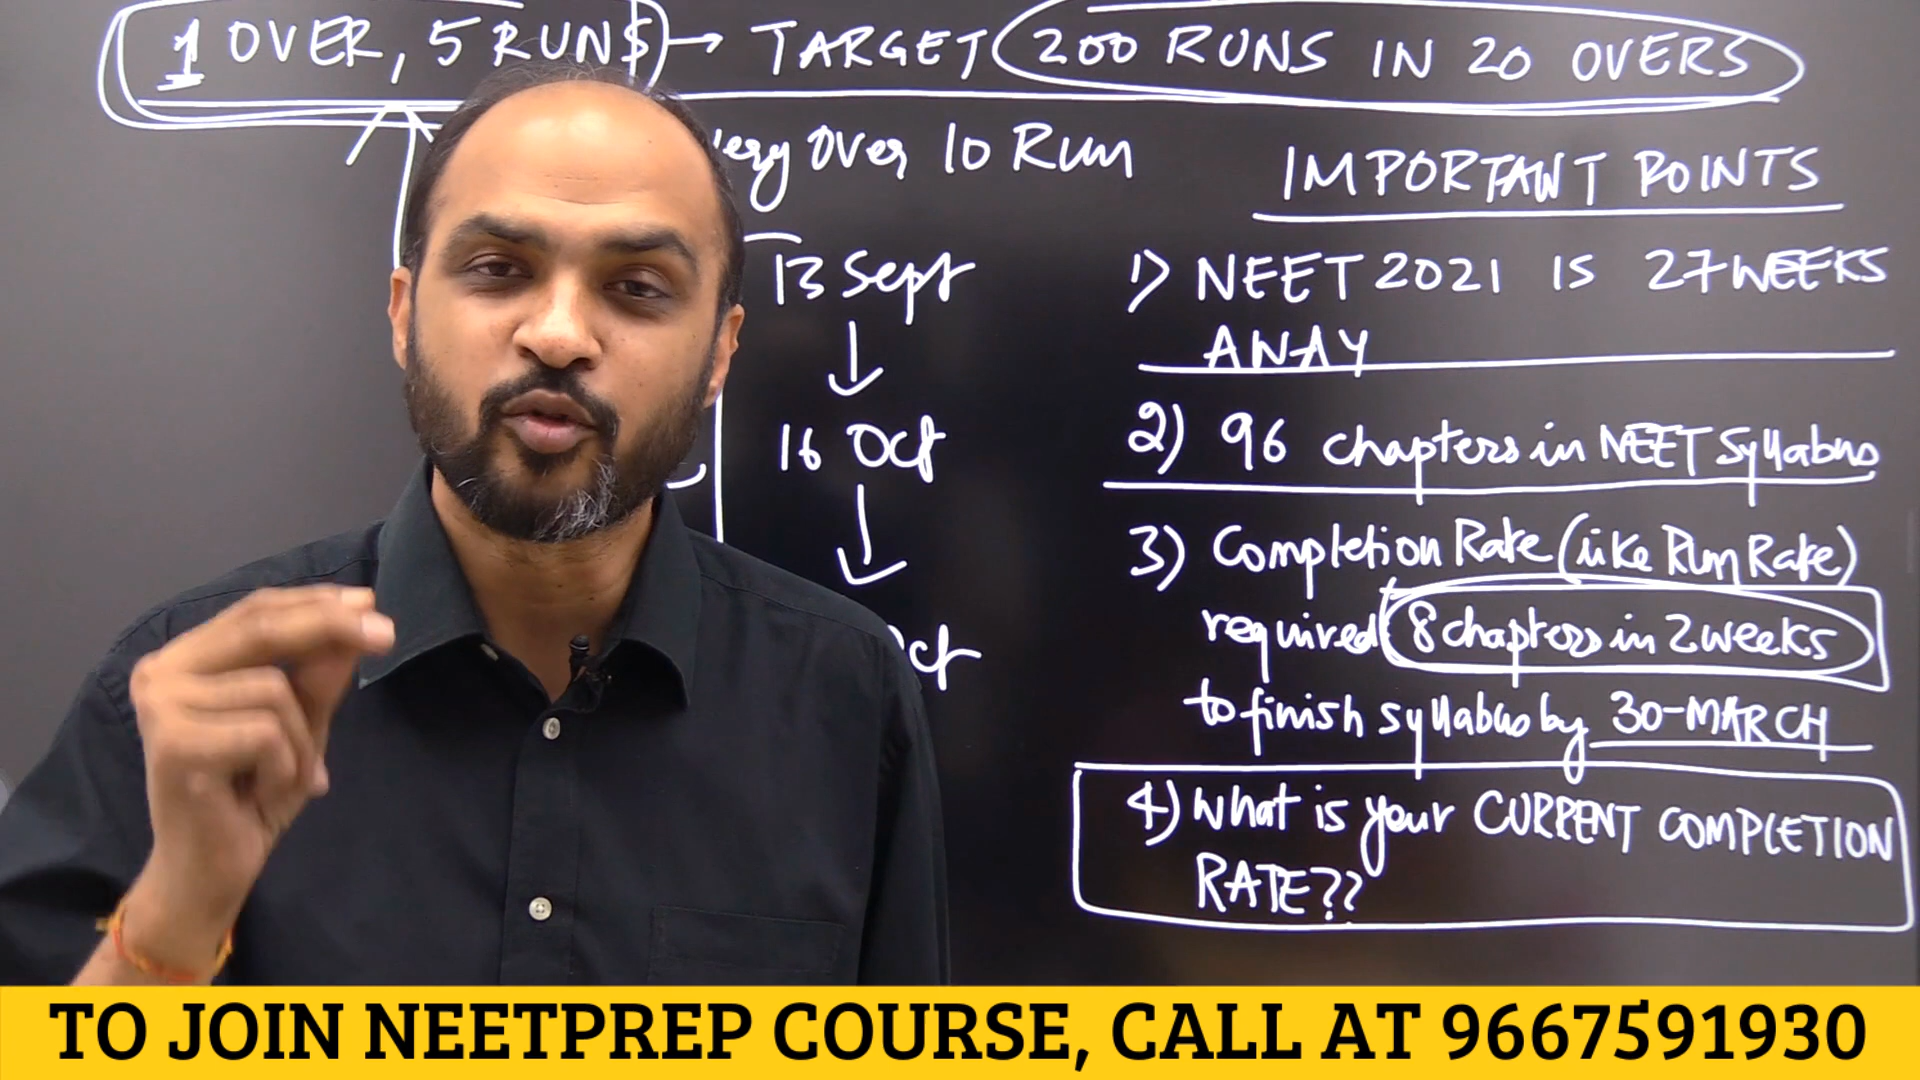 1 OVER, 5 RUNS → TARGET 200 RUNS IN 20 OVERS
Over 10 Run
IMPORTANT POINTS
13 Sept
1) NEET 2021 IS 27 WEEKS
AWAY
16 Oct
2) 96 chapters in NEET Syllabus
3) Completion Rate (like Run Rate)
required 8 chapters in 2 weeks
to finish syllabus by 30-MARCH
4) What is your CURRENT COMPLETION
RATE??
TO JOIN NEETPREP COURSE, CALL AT 9667591930